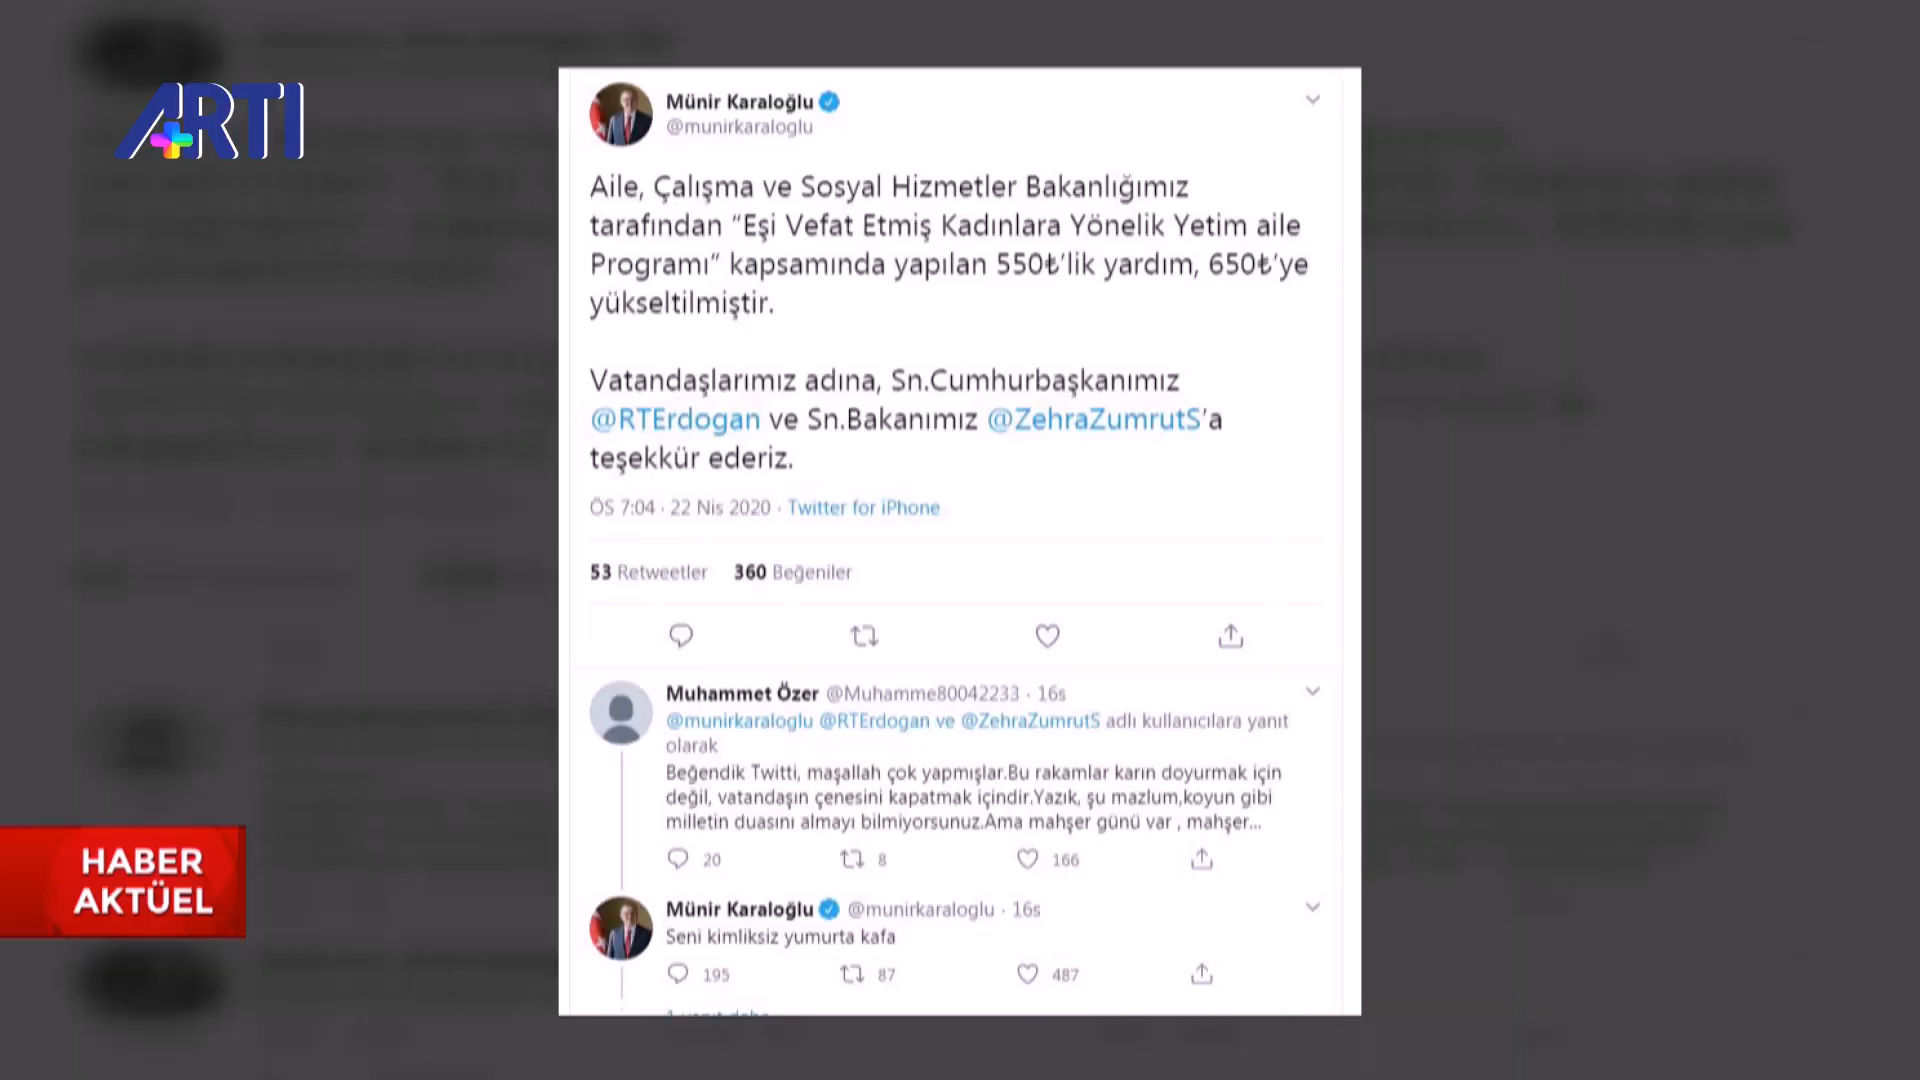 ARTI
Münir Karaloğlu
@munirkaraloglu
Aile, Çalışma ve Sosyal Hizmetler Bakanlığımız
tarafından “Eşi Vefat Etmiş Kadınlara Yönelik Yetim aile
Programı” kapsamında yapılan 550₺’lik yardım, 650₺’ye
yükseltilmiştir.
Vatandaşlarımız adına, Sn.Cumhurbaşkanımız
@RTErdogan ve Sn.Bakanımız @ZehraZumrutS’a
teşekkür ederiz.
ÖS 7:04 · 22 Nis 2020 · Twitter for iPhone
53 Retweetler 360 Beğeniler
Muhammet Özer @Muhamme80042233 · 16s
@munirkaraloglu @RTErdogan ve @ZehraZumrutS adlı kullanıcılara yanıt
olarak
Beğendik Twitti, maşallah çok yapmışlar.Bu rakamlar karın doyurmak için
değil, vatandaşın çenesini kapatmak içindir.Yazık, şu mazlum,koyun gibi
milletin duasını almayı bilmiyorsunuz.Ama mahşer günü var , mahşer...
20 8 166
Münir Karaloğlu @munirkaraloglu · 16s
Seni kimliksiz yumurta kafa
195 87 487
HABER
AKTÜEL